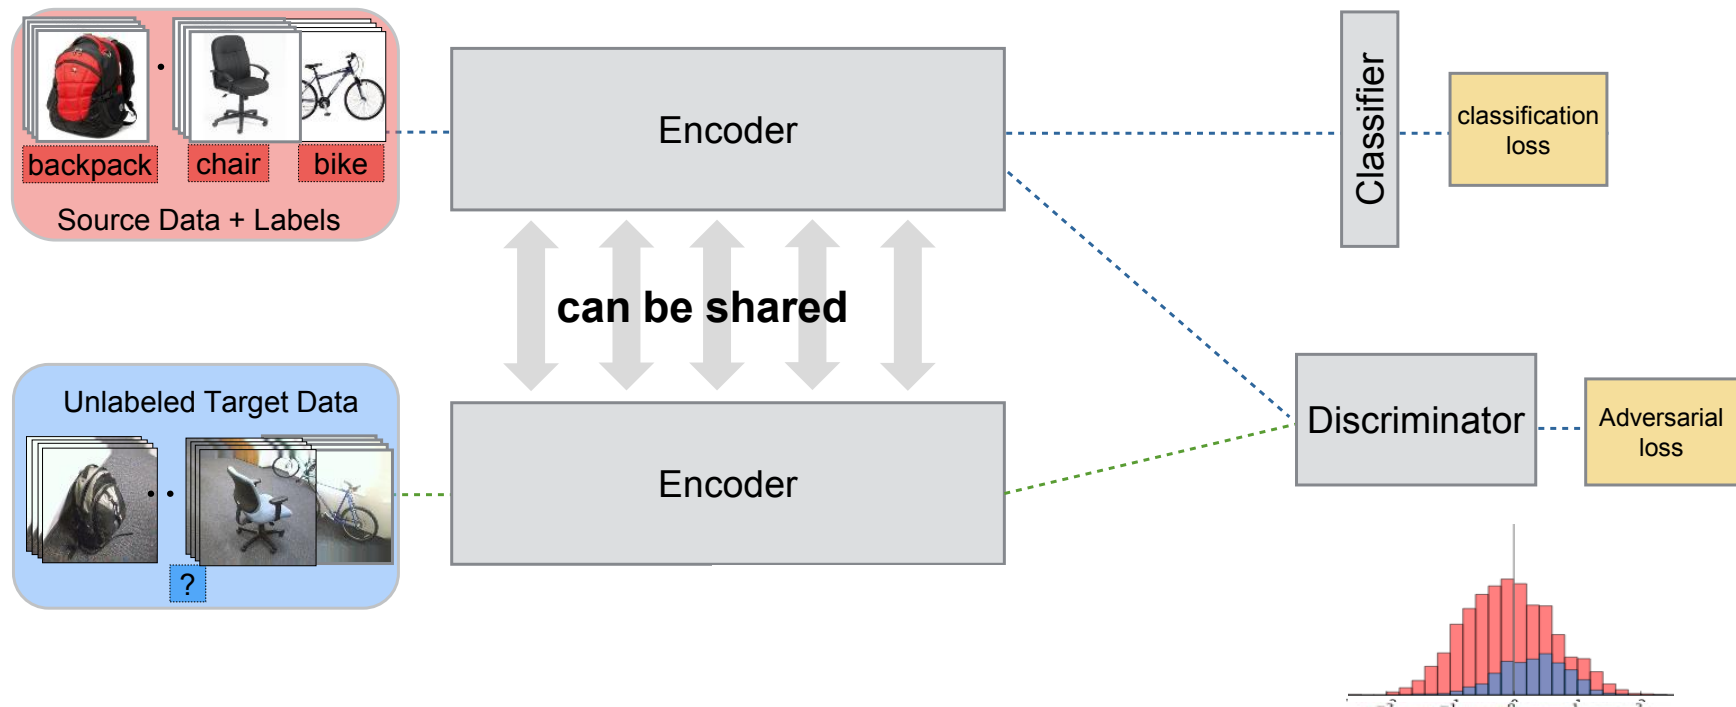 backpack
chair
bike
Source Data + Labels
Encoder
Classifier
classification
loss
can be shared
Unlabeled Target Data
?
Encoder
Discriminator
Adversarial
loss